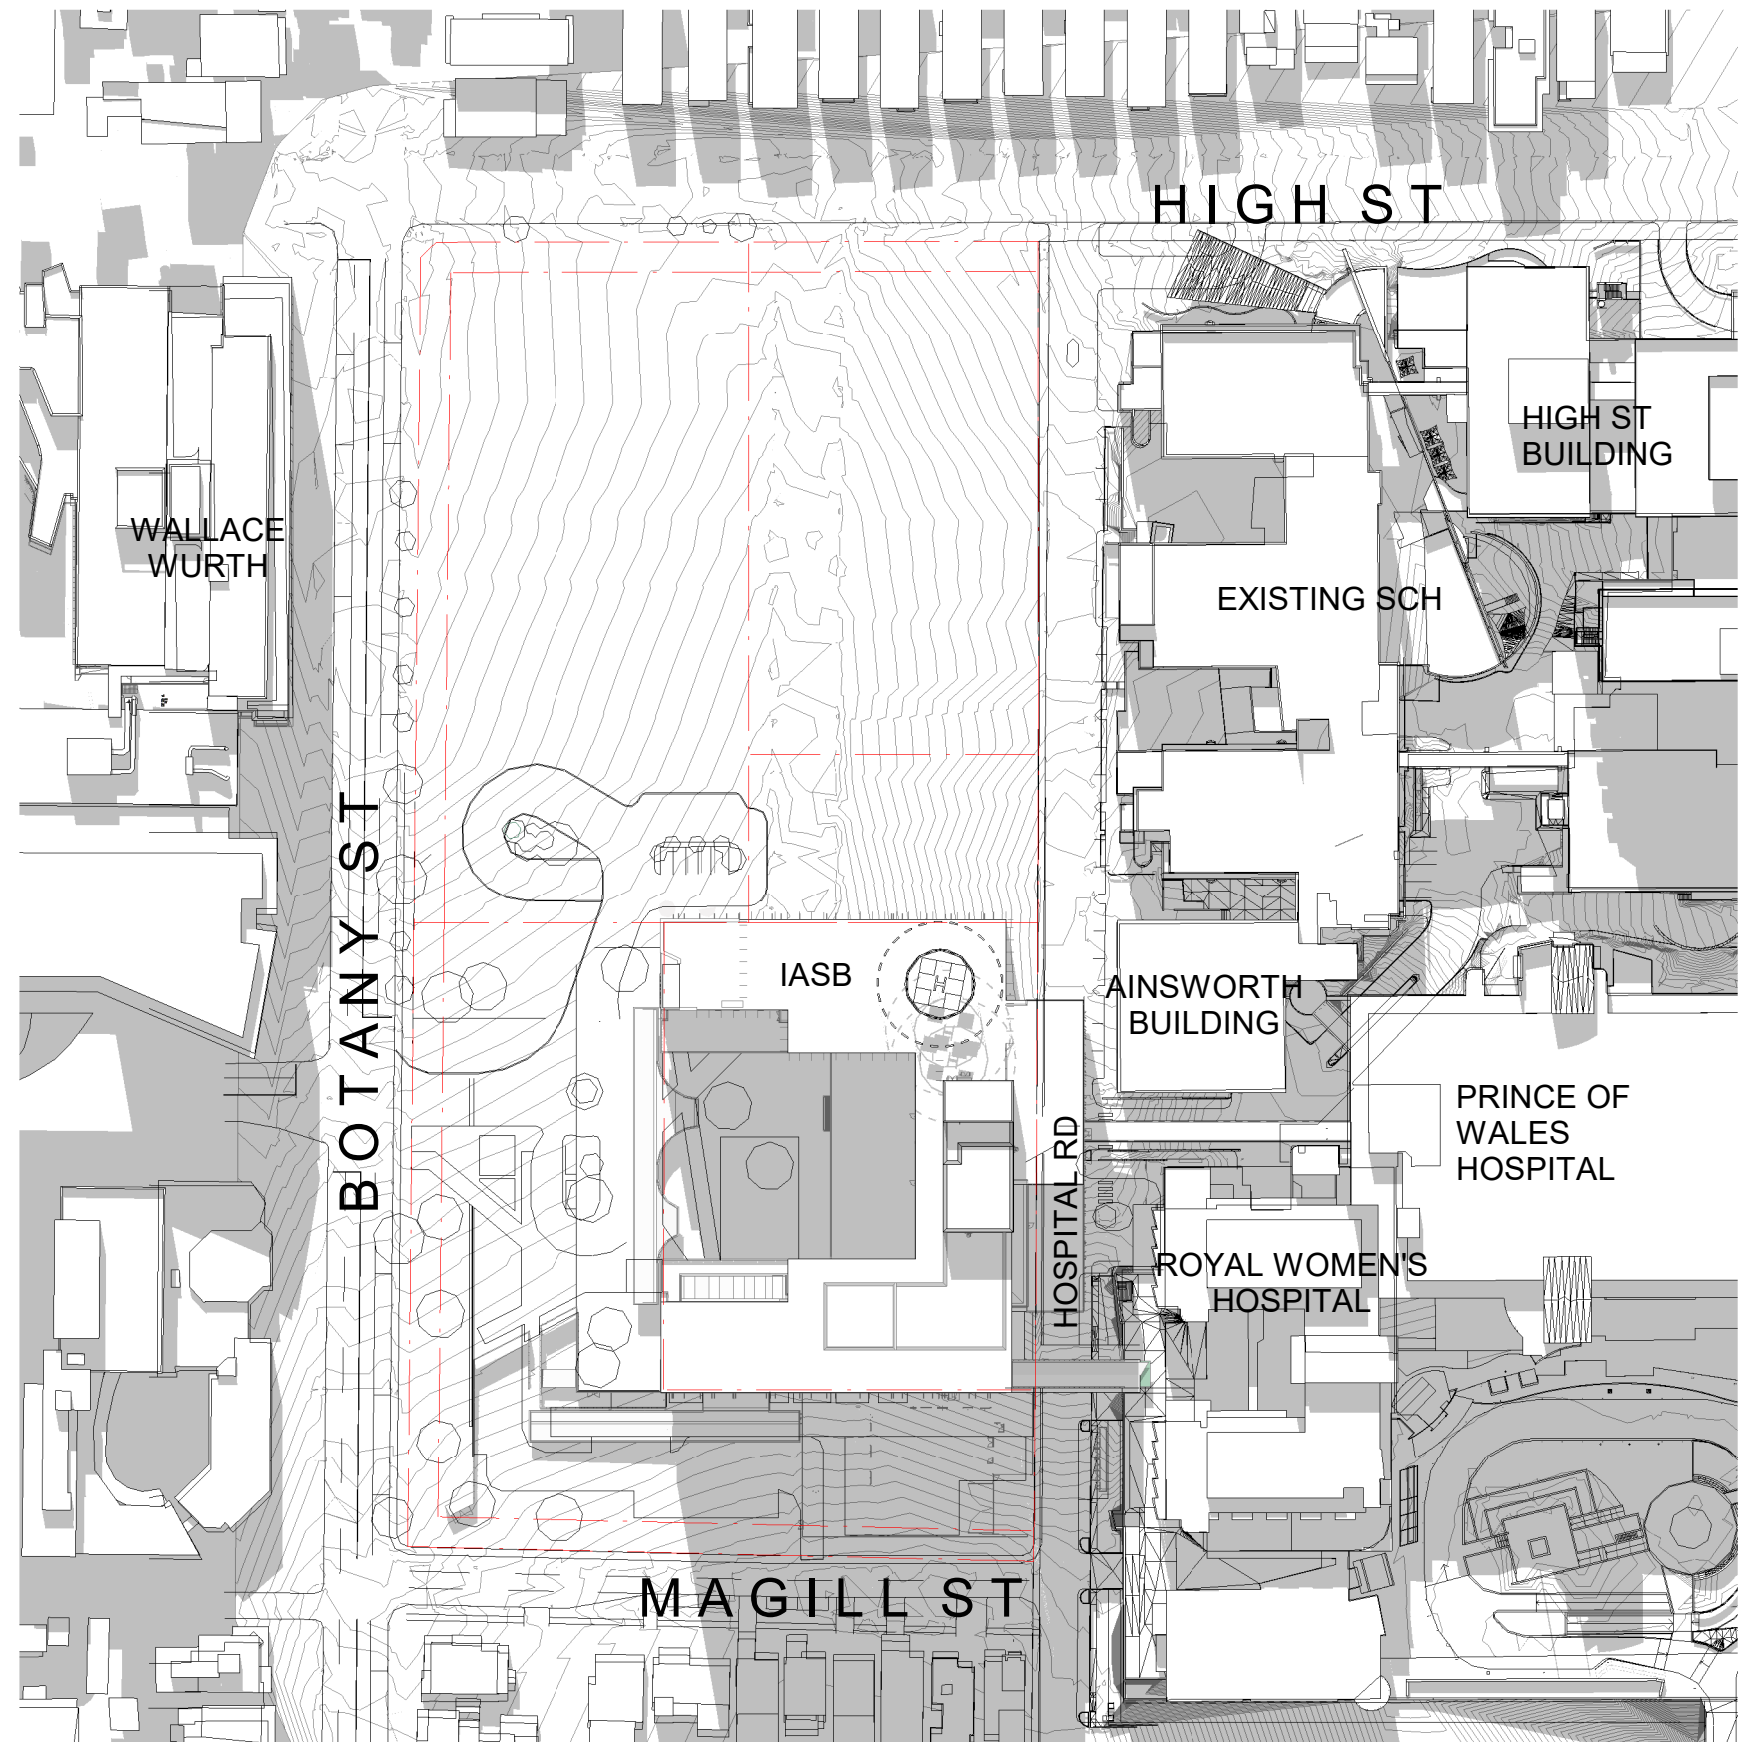 HIGH ST
HIGH ST
BUILDING
WALLACE
WURTH
EXISTING SCH
BOTANY ST
IASB
H
AINSWORTH
BUILDING
PRINCE OF
WALES
HOSPITAL
HOSPITAL RD
ROYAL WOMEN'S
HOSPITAL
MAGILL ST